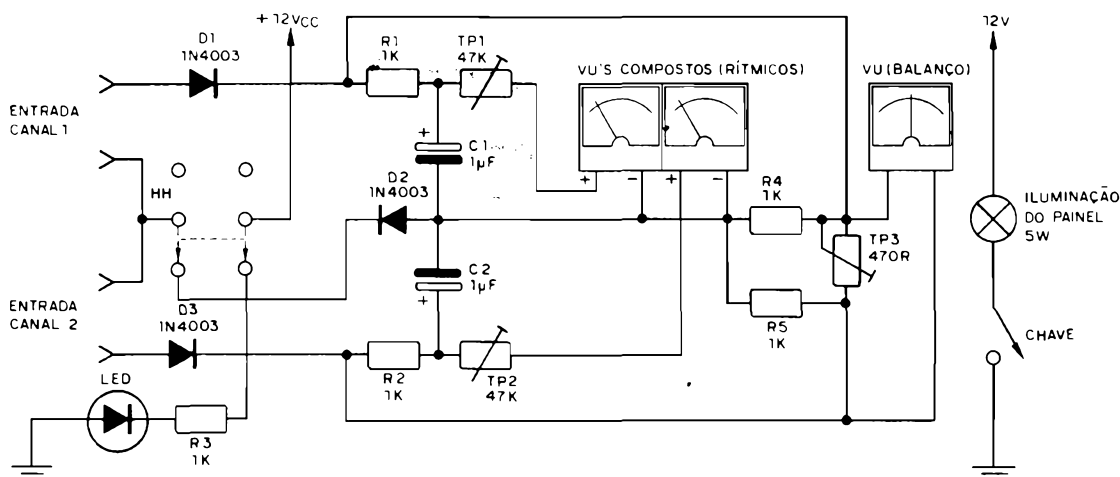 + 12VCC
D1
1N4003
R1
1K
TP1
47K
VU'S COMPOSTOS (RÍTMICOS)
VU (BALANÇO)
12V
ENTRADA
CANAL 1
+
C1
1µF
HH
D2
1N4003
+
−
+
−
R4
1K
ILUMINAÇÃO
DO PAINEL
5W
TP3
470R
C2
1µF
+
ENTRADA
CANAL 2
D3
1N4003
R5
1K
CHAVE
LED
R2
1K
TP2
47K
R3
1K